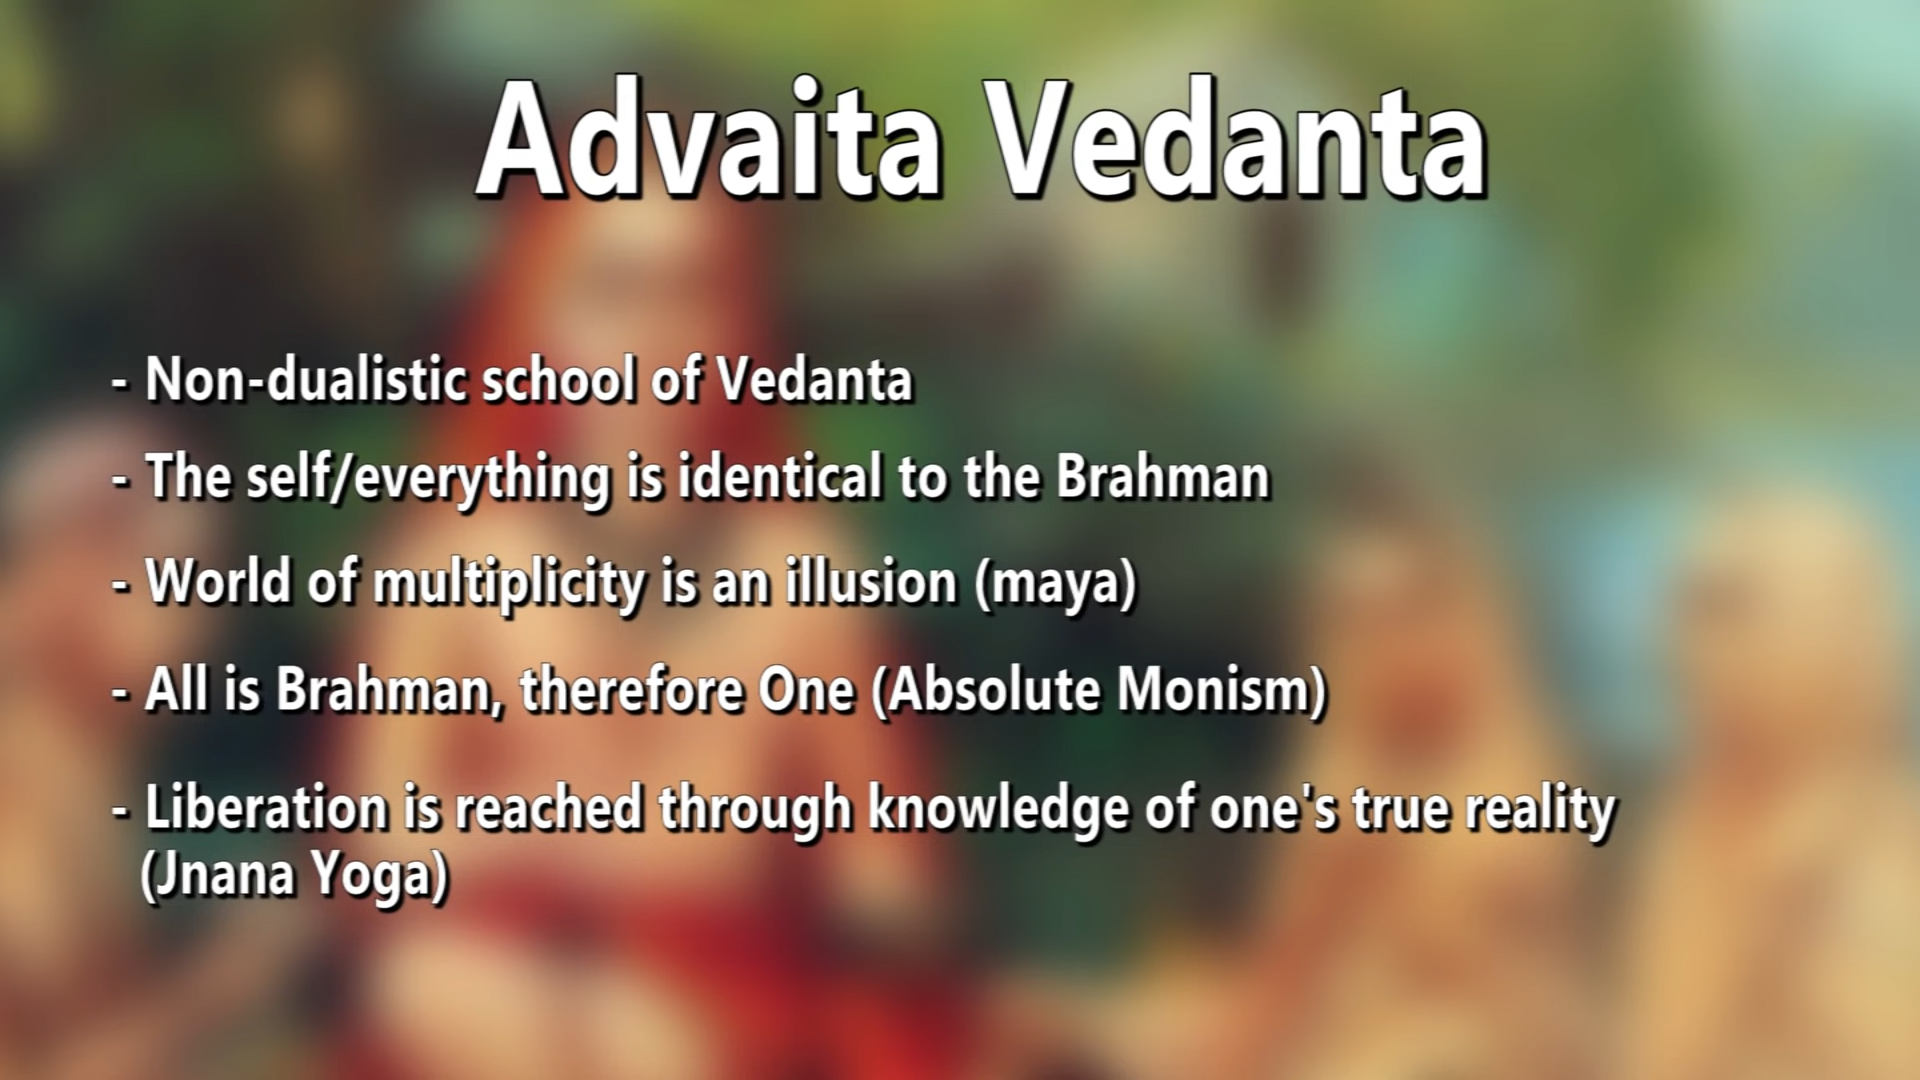 Advaita Vedanta
- Non-dualistic school of Vedanta
- The self/everything is identical to the Brahman
- World of multiplicity is an illusion (maya)
- All is Brahman, therefore One (Absolute Monism)
- Liberation is reached through knowledge of one's true reality
(Jnana Yoga)